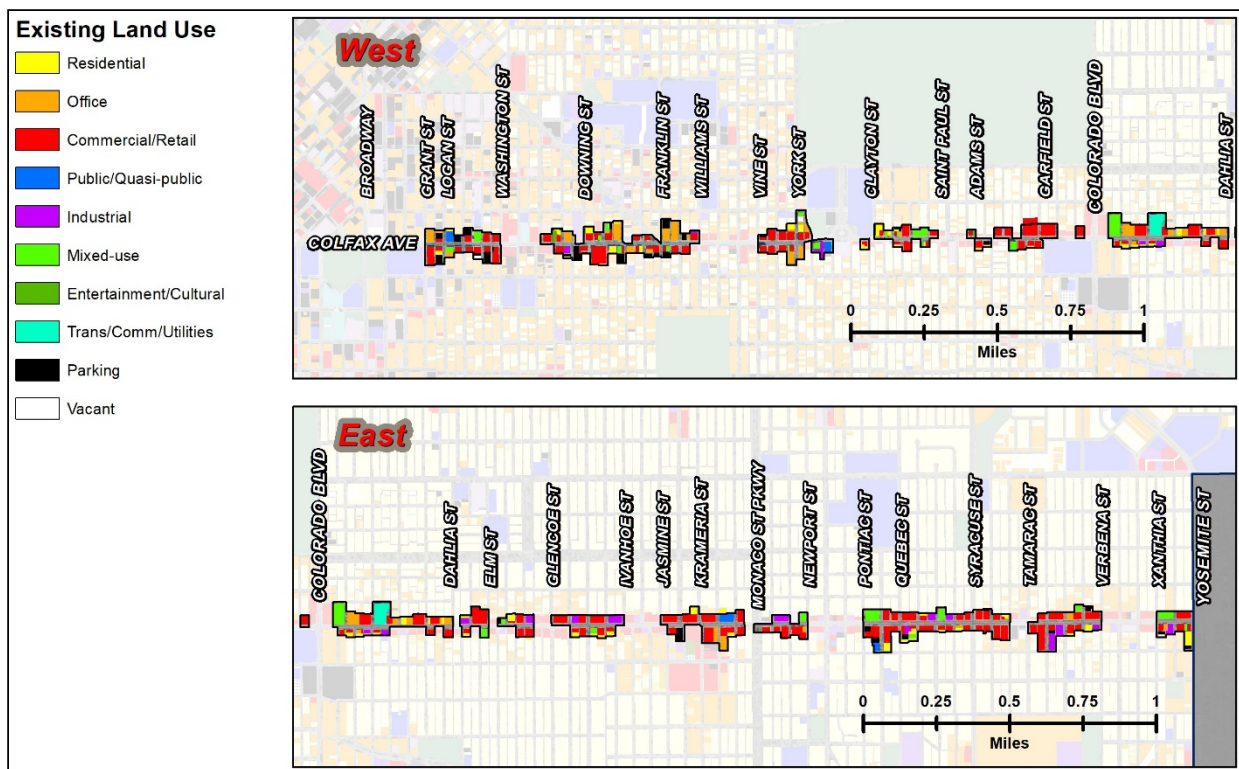 Existing Land Use
Residential
Office
Commercial/Retail
Public/Quasi-public
Industrial
Mixed-use
Entertainment/Cultural
Trans/Comm/Utilities
Parking
Vacant
West
BROADWAY
GRANT ST
LOGAN ST
WASHINGTON ST
DOWNING ST
FRANKLIN ST
WILLIAMS ST
VINE ST
YORK ST
CLAYTON ST
SAINT PAUL ST
ADAMS ST
GARFIELD ST
COLORADO BLVD
DAHLIA ST
COLFAX AVE
0 0.25 0.5 0.75 1
Miles
East
COLORADO BLVD
DAHLIA ST
ELM ST
GLENCOE ST
IVANHOE ST
JASMINE ST
KRAMERIA ST
MONACO ST PKWY
NEWPORT ST
PONTIAC ST
QUEBEC ST
SYRACUSE ST
TAMARAC ST
VERBENA ST
XANTHIA ST
YOSEMITE ST
0 0.25 0.5 0.75 1
Miles